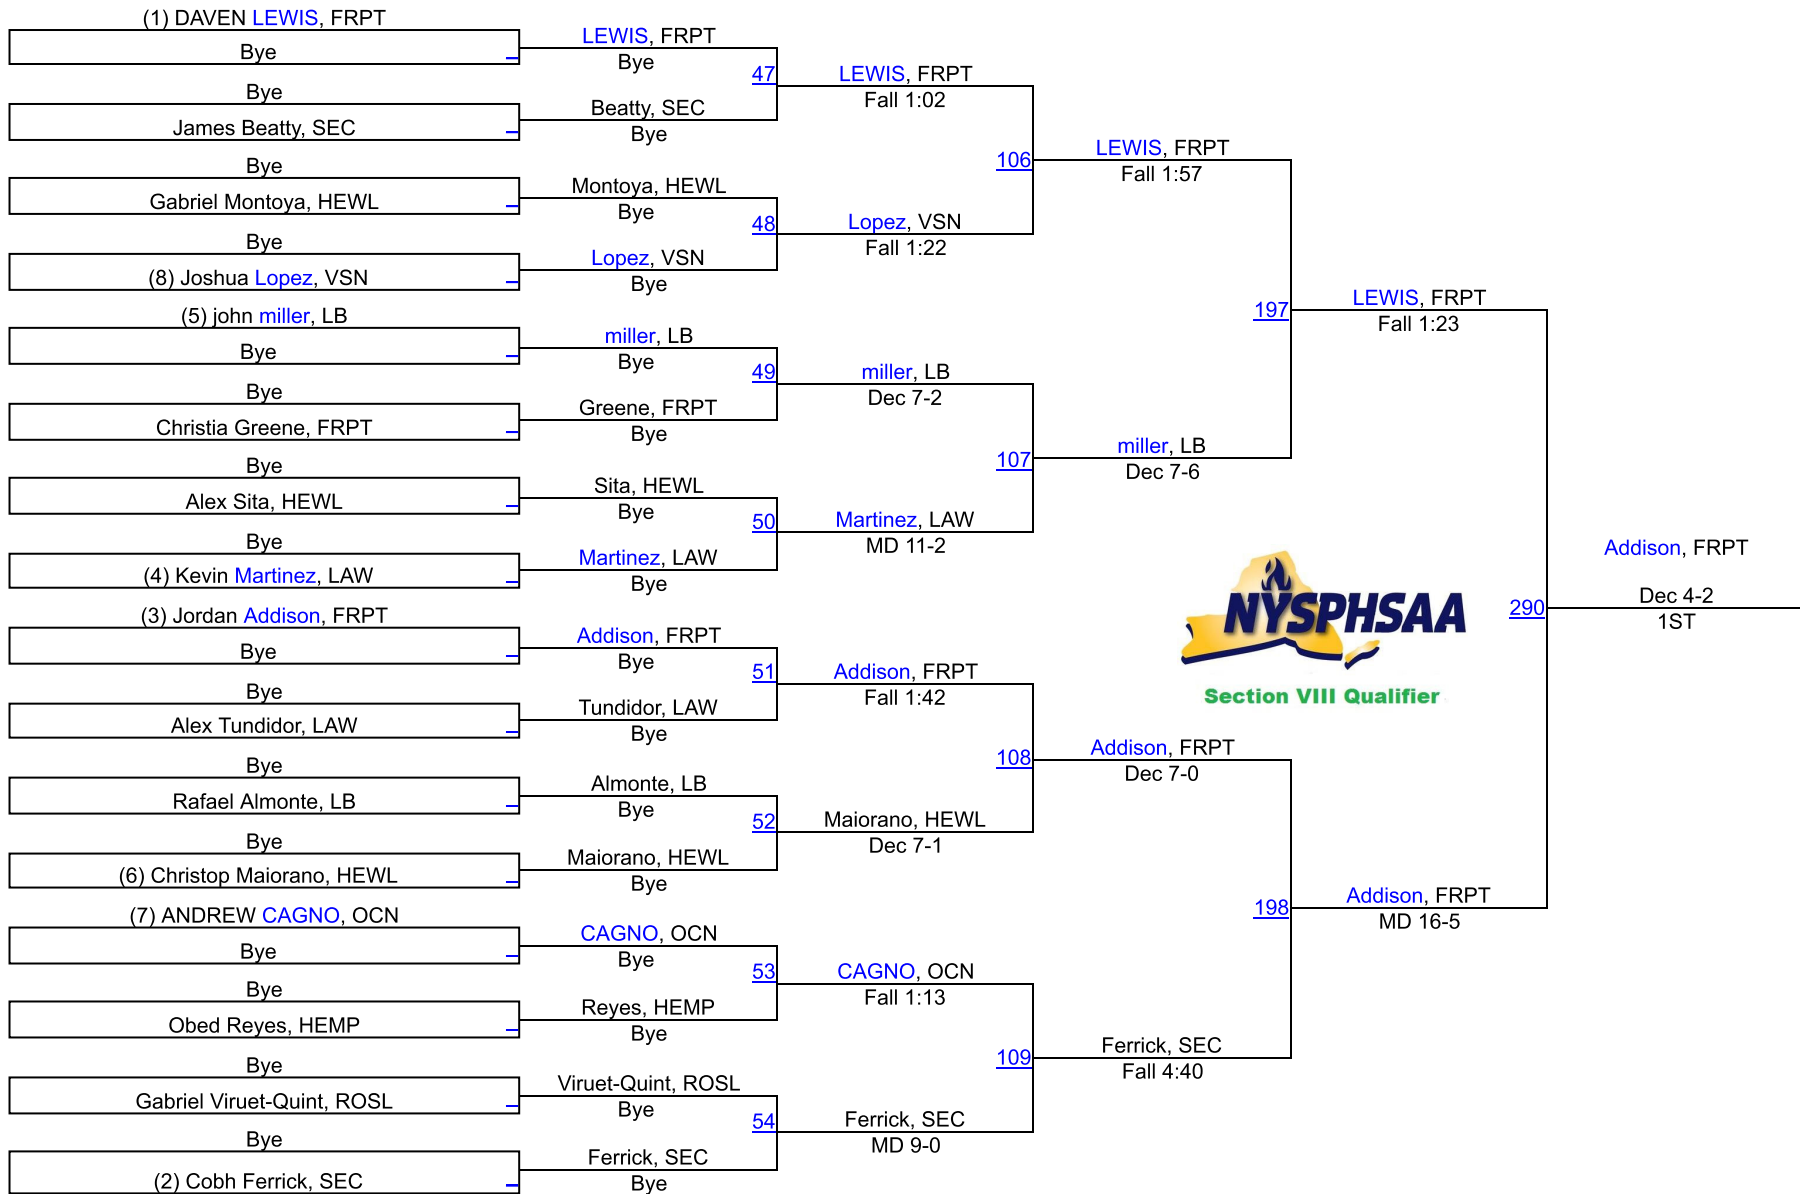 (1) DAVEN LEWIS, FRPT
Bye
Bye
James Beatty, SEC
Bye
Gabriel Montoya, HEWL
Bye
(8) Joshua Lopez, VSN
(5) john miller, LB
Bye
Bye
Christia Greene, FRPT
Bye
Alex Sita, HEWL
Bye
(4) Kevin Martinez, LAW
(3) Jordan Addison, FRPT
Bye
Bye
Alex Tundidor, LAW
Bye
Rafael Almonte, LB
Bye
(6) Christop Maiorano, HEWL
(7) ANDREW CAGNO, OCN
Bye
Bye
Obed Reyes, HEMP
Bye
Gabriel Viruet-Quint, ROSL
Bye
(2) Cobh Ferrick, SEC
LEWIS, FRPT
Bye
47
Beatty, SEC
Bye
Montoya, HEWL
Bye
48
Lopez, VSN
Bye
miller, LB
Bye
49
Greene, FRPT
Bye
Sita, HEWL
Bye
50
Martinez, LAW
Bye
Addison, FRPT
Bye
51
Tundidor, LAW
Bye
Almonte, LB
Bye
52
Maiorano, HEWL
Bye
CAGNO, OCN
Bye
53
Reyes, HEMP
Bye
Viruet-Quint, ROSL
Bye
54
Ferrick, SEC
Bye
LEWIS, FRPT
Fall 1:02
106
Lopez, VSN
Fall 1:22
miller, LB
Dec 7-2
107
Martinez, LAW
MD 11-2
Addison, FRPT
Fall 1:42
108
Maiorano, HEWL
Dec 7-1
CAGNO, OCN
Fall 1:13
109
Ferrick, SEC
MD 9-0
LEWIS, FRPT
Fall 1:57
197
miller, LB
Dec 7-6
NYSPHSAA
Section VIII Qualifier
Addison, FRPT
Dec 7-0
198
Ferrick, SEC
Fall 4:40
LEWIS, FRPT
Fall 1:23
290
Addison, FRPT
MD 16-5
Addison, FRPT
Dec 4-2
1ST